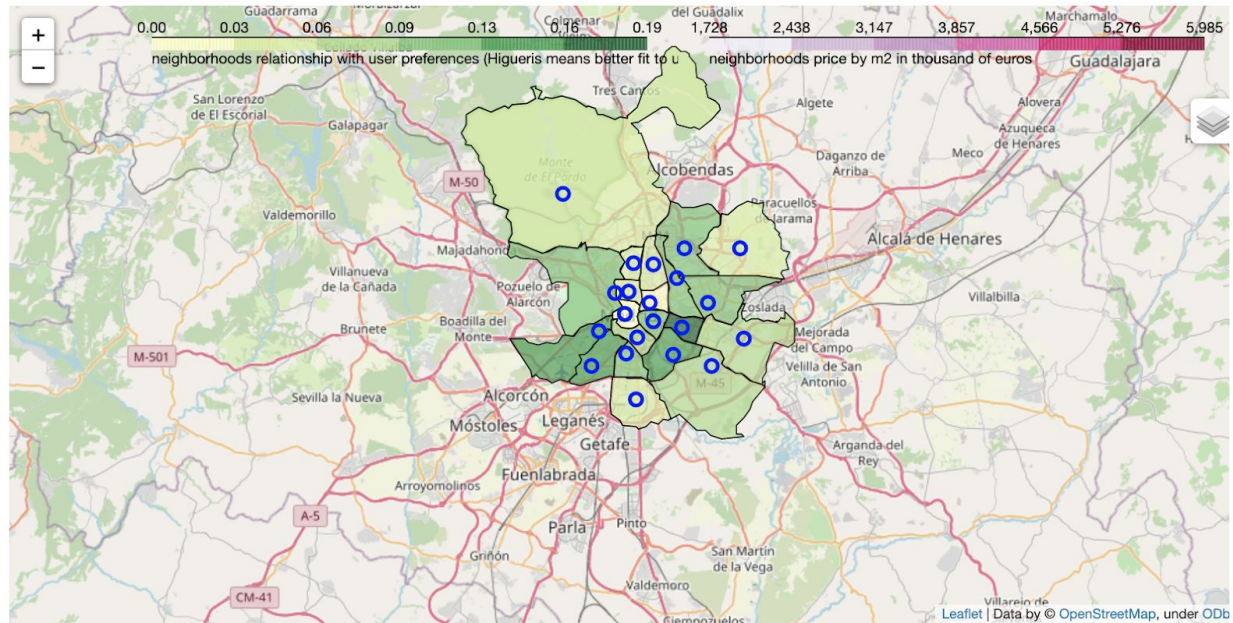 +
−
Guadarrama
del Guadalix
Colmenar
Marchamalo
0.00 0.03 0.06 0.09 0.13 0.16 0.19
1,728 2,438 3,147 3,857 4,566 5,276 5,985
neighborhoods relationship with user preferences (Higueris means better fit to u
neighborhoods price by m2 in thousand of euros
Guadalajara
Tres Cantos
San Lorenzo
de El Escorial
Galapagar
Algete
Alovera
Azuqueca
de Henares
Meco
Daganzo de
Arriba
Monte
de El Pardo
Alcobendas
M-50
Valdemorillo
Paracuellos
de Jarama
Majadahond
Alcalá de Henares
Villanueva
de la Cañada
Pozuelo de
Alarcón
Villalbilla
Boadilla del
Monte
Brunete
Coslada
Mejorada
del Campo
M-501
Velilla de San
Antonio
M-45
Sevilla la Nueva
Alcorcón
Móstoles
Leganés
Getafe
Arganda del
Rey
Fuenlabrada
Arroyomolinos
A-5
Parla
Pinto
Griñón
San Martín
de la Vega
Valdemoro
CM-41
Ciempozuelos
Villarejo de
Leaflet | Data by © OpenStreetMap, under ODb